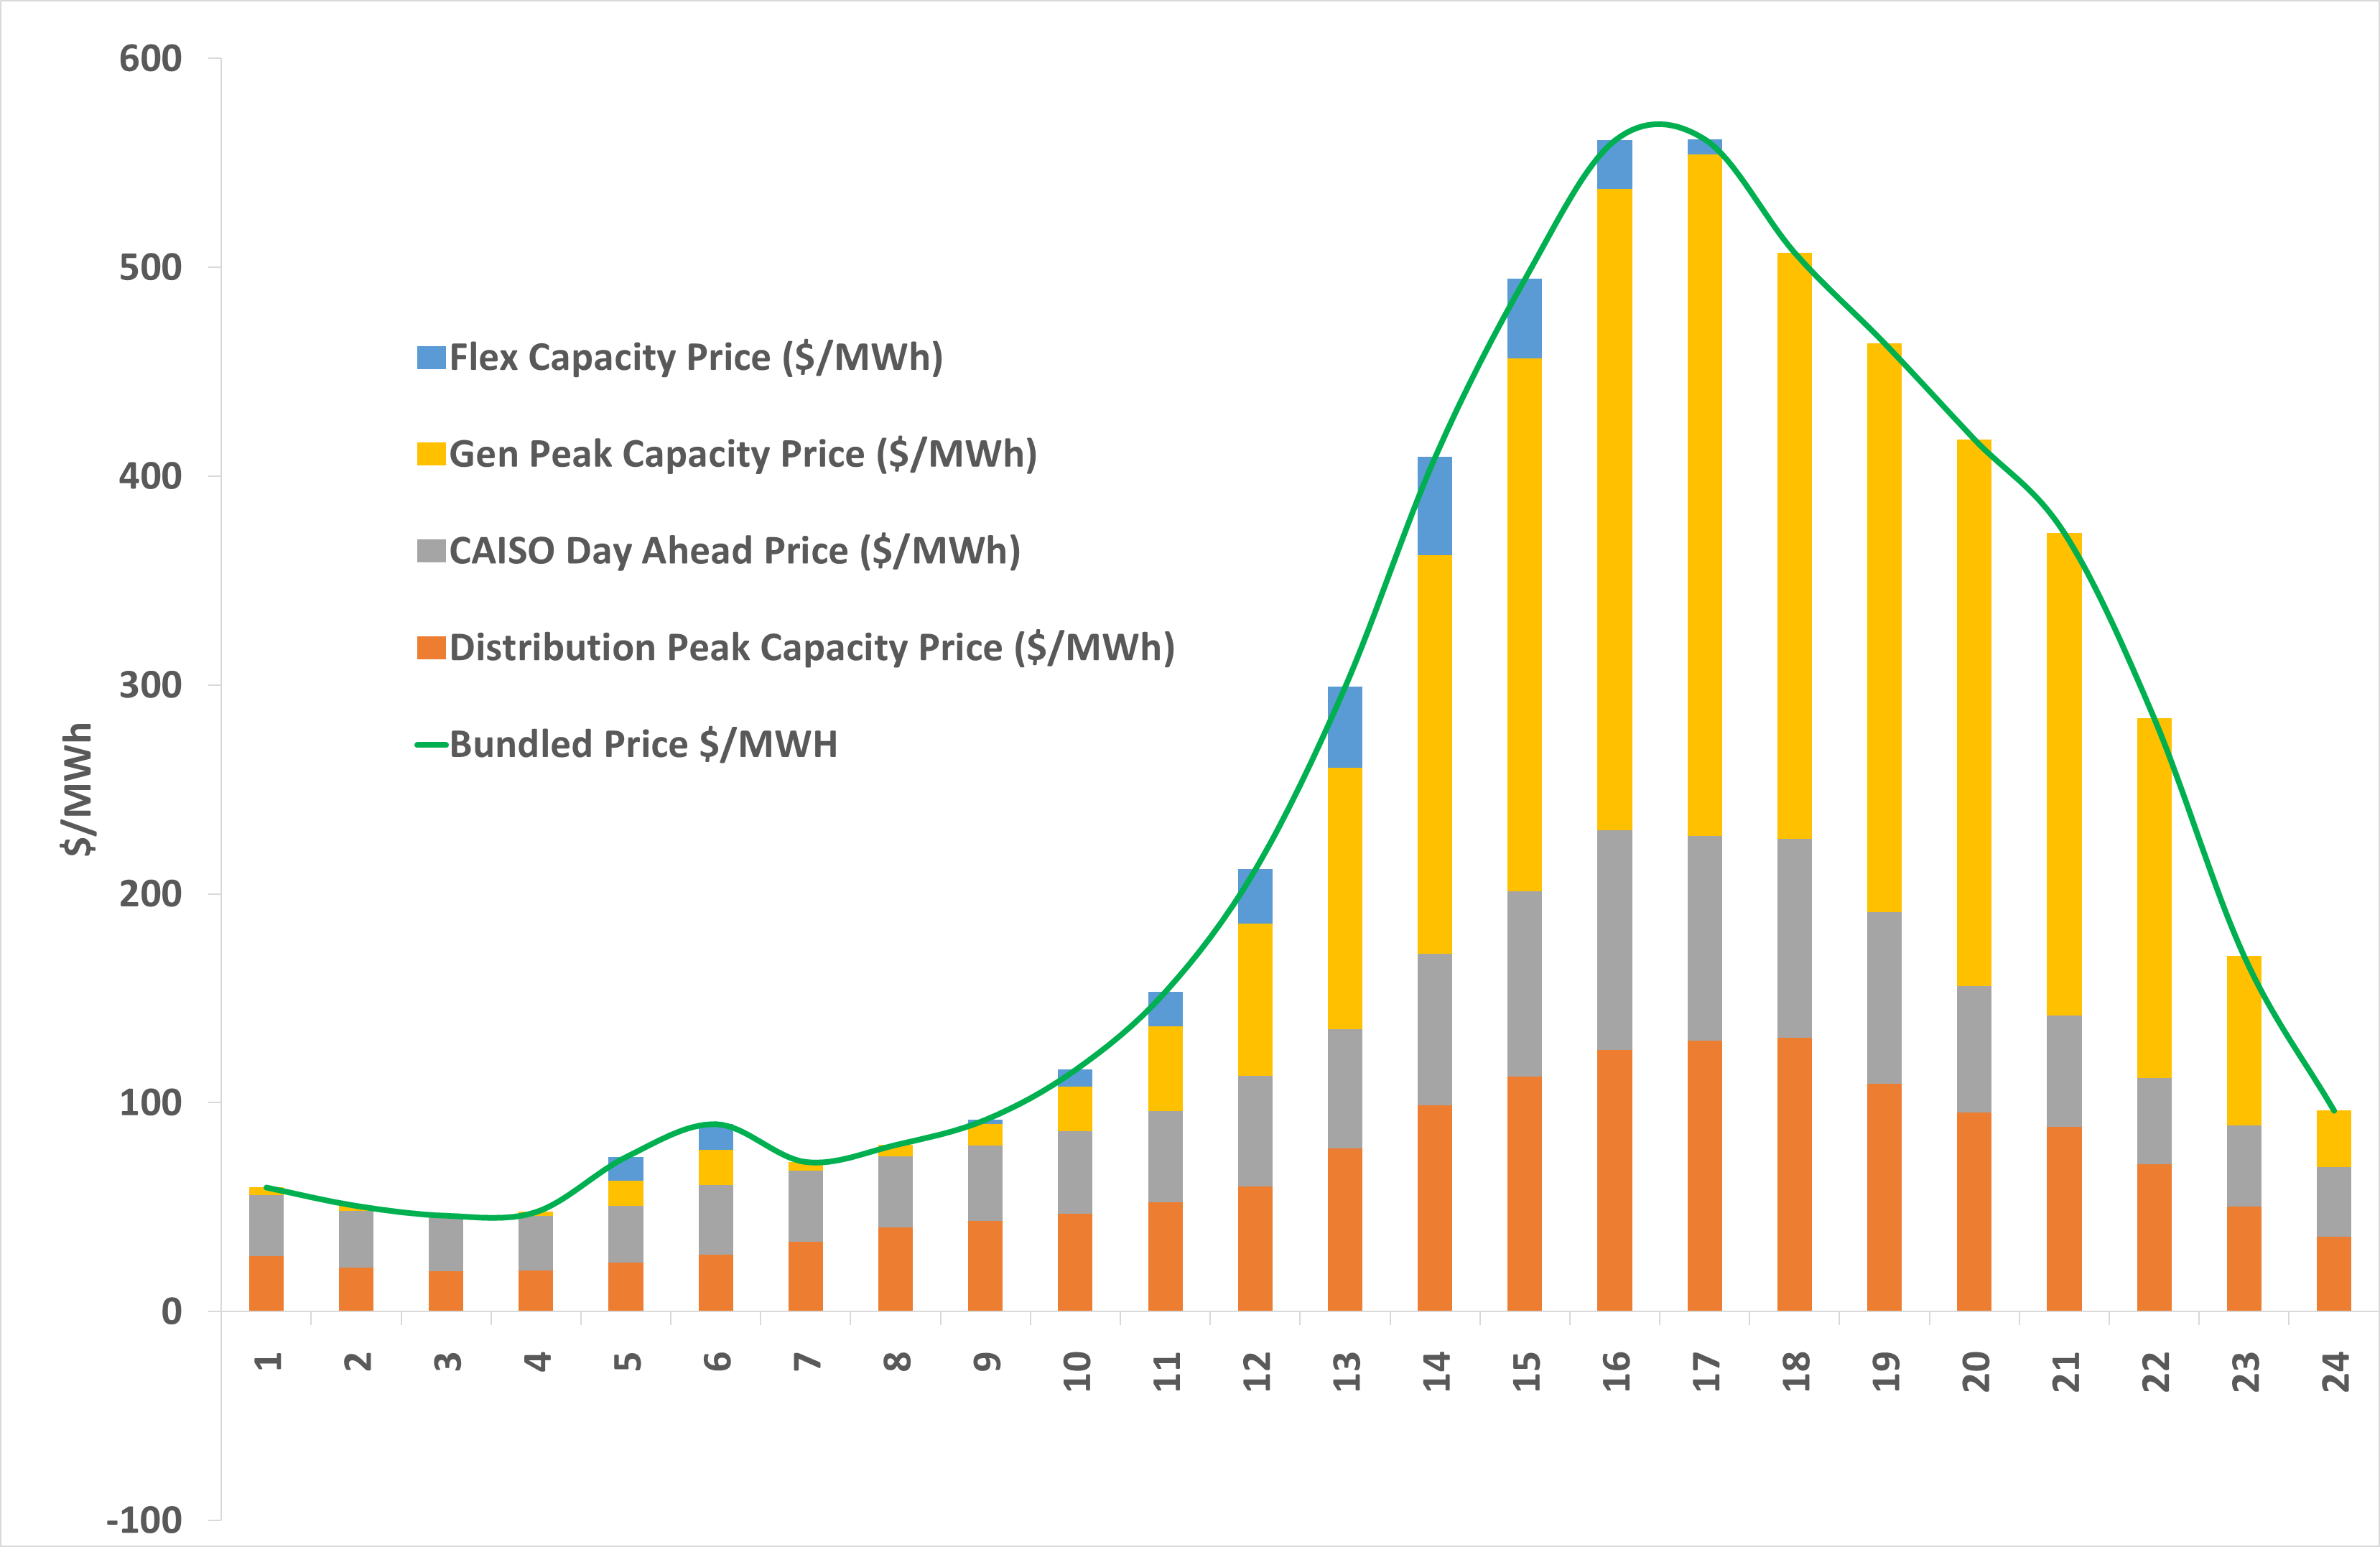 600
500
400
300
200
100
0
-100
$/MWh
Flex Capacity Price ($/MWh)
Gen Peak Capacity Price ($/MWh)
CAISO Day Ahead Price ($/MWh)
Distribution Peak Capacity Price ($/MWh)
Bundled Price $/MWH
1 2 3 4 5 6 7 8 9 10 11 12 13 14 15 16 17 18 19 20 21 22 23 24